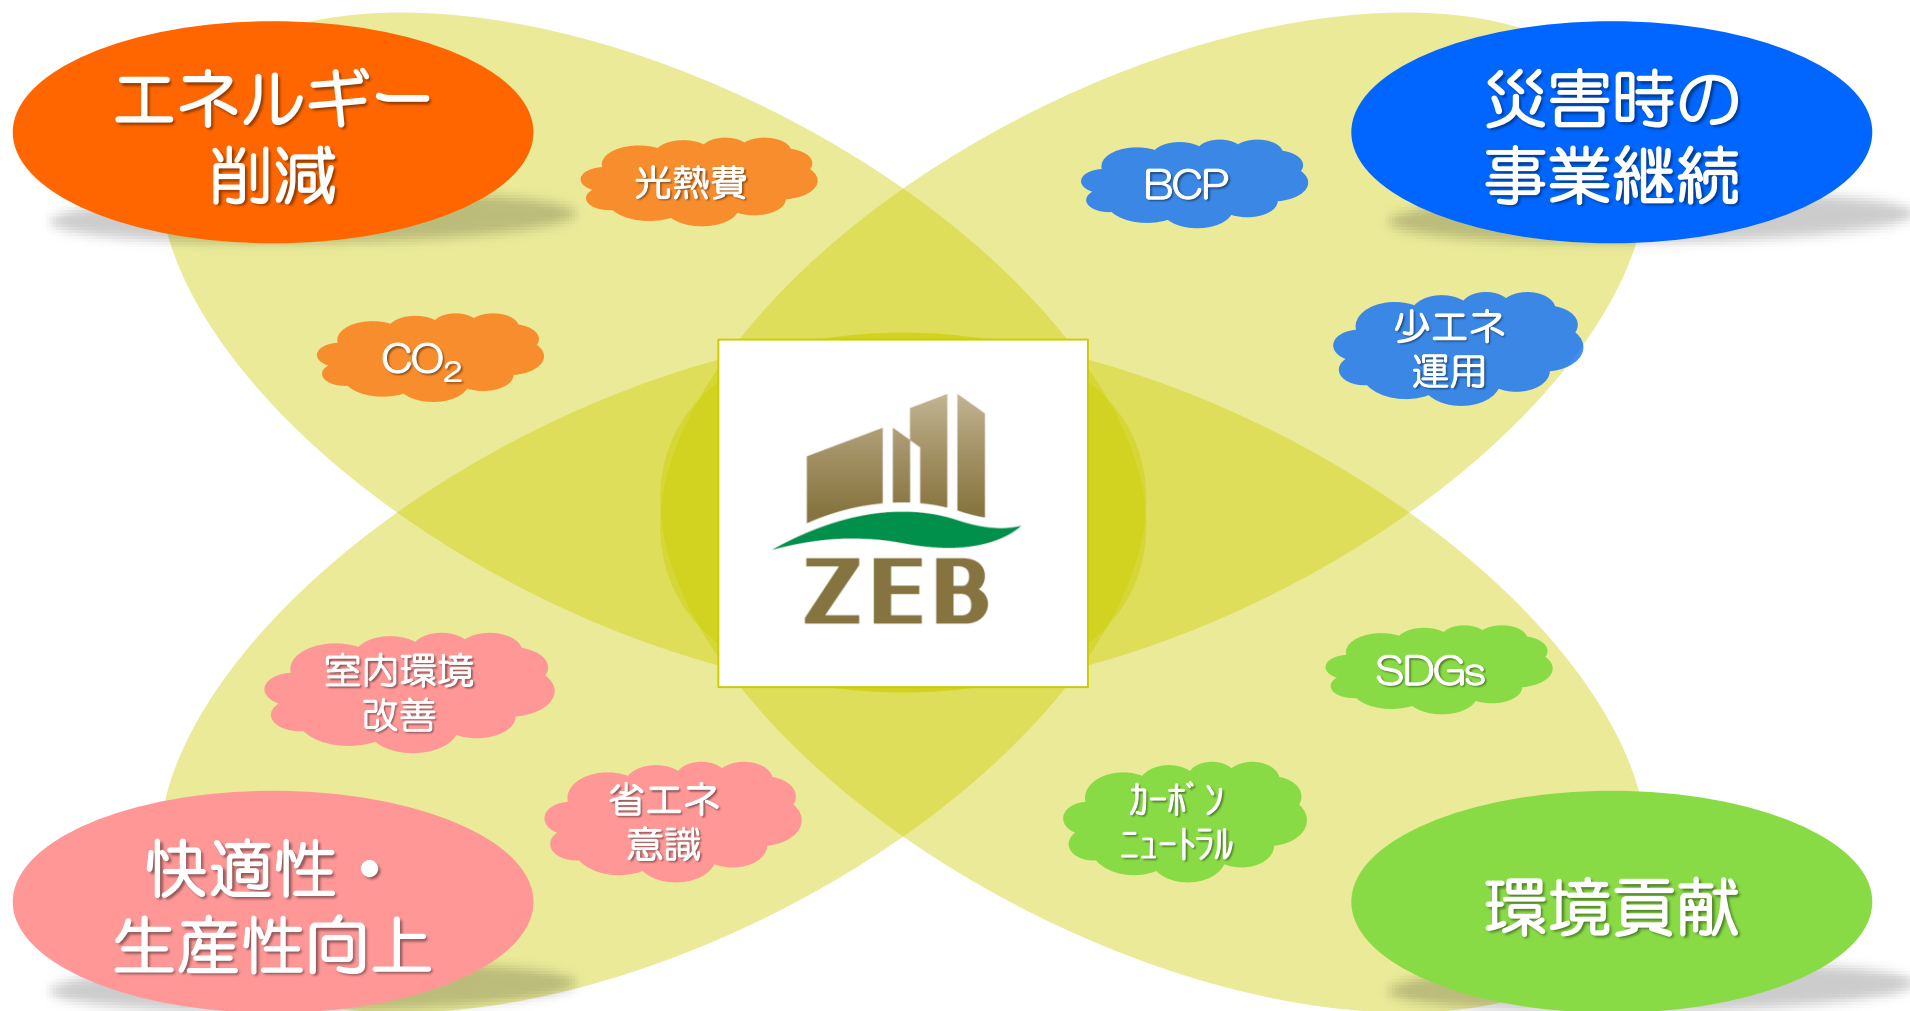 エネルギー
削減
光熱費
CO₂
災害時の
事業継続
BCP
少エネ
運用
ZEB
室内環境
改善
省エネ
意識
快適性・
生産性向上
SDGs
ｶｰﾎﾞﾝ
ﾆｭｰﾄﾗﾙ
環境貢献